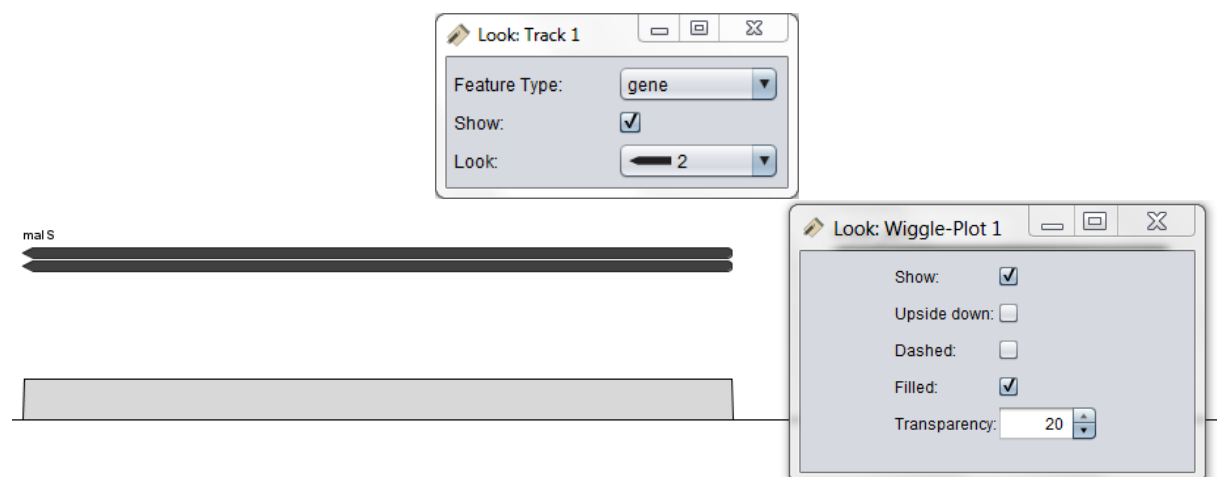 Look: Track 1
Feature Type: gene
Show:
Look: 2
mal S
Look: Wiggle-Plot 1
Show:
Upside down:
Dashed:
Filled:
Transparency: 20